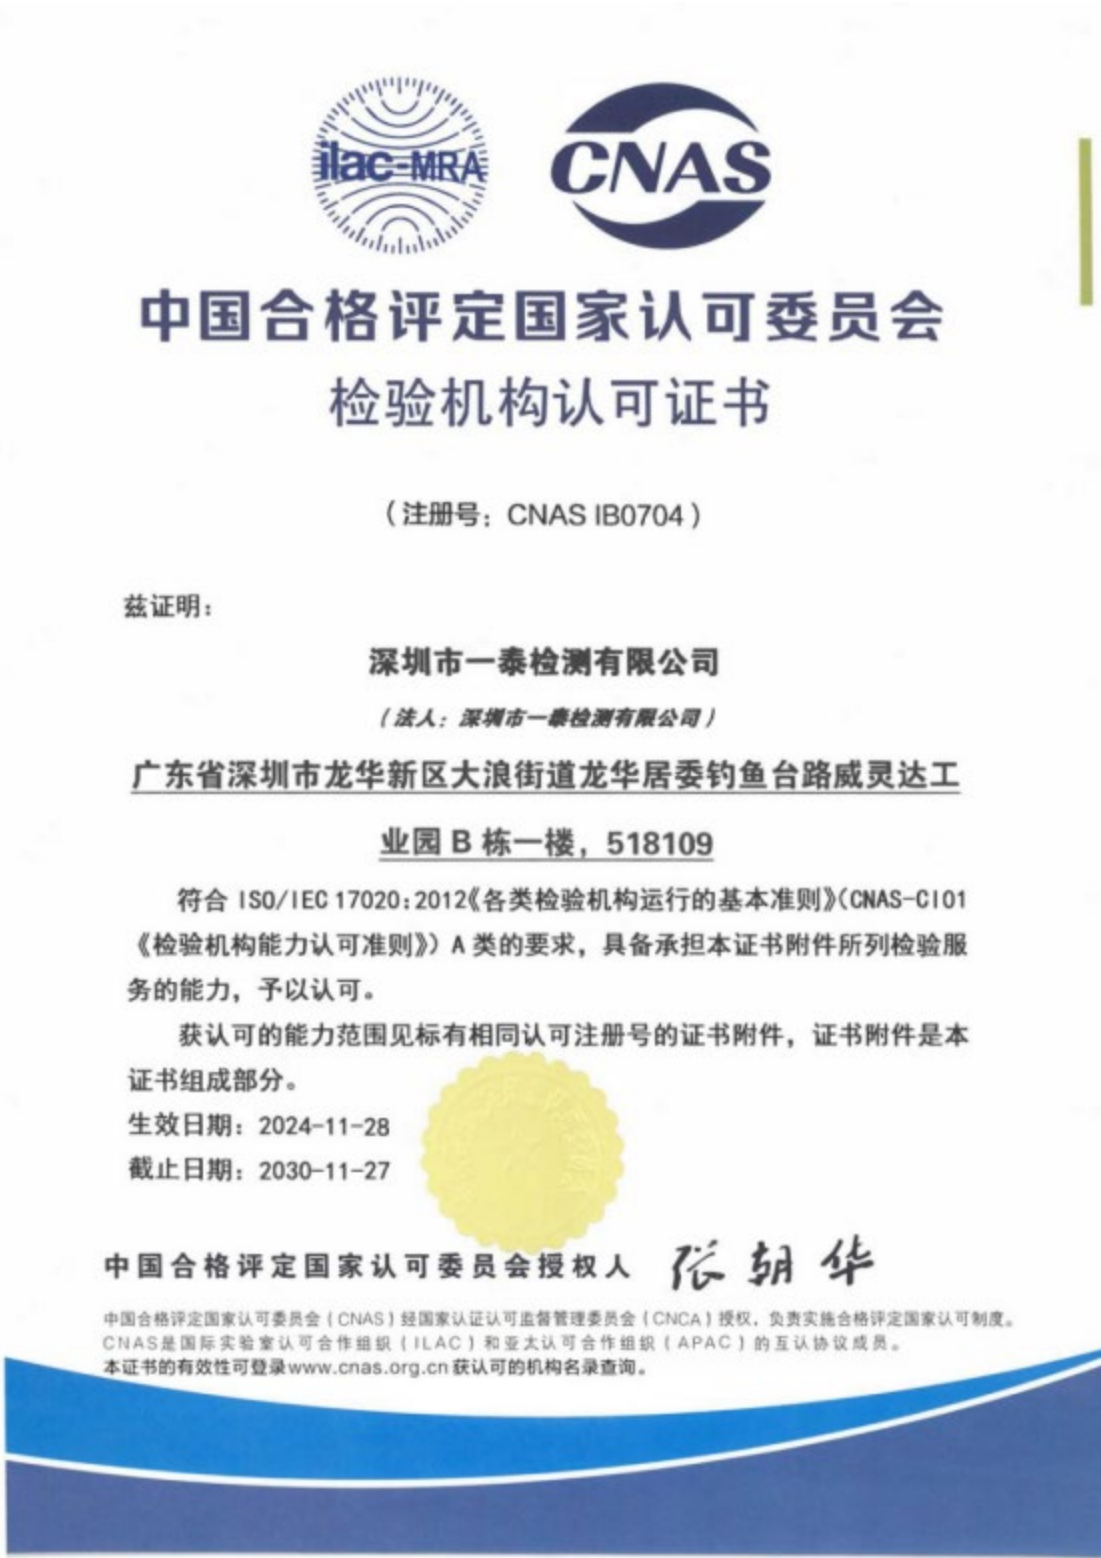 ilac-MRA
CNAS
中国合格评定国家认可委员会
检验机构认可证书
（注册号：CNAS IB0704）
兹证明：
深圳市一泰检测有限公司
（法人：深圳市一泰检测有限公司）
广东省深圳市龙华新区大浪街道龙华居委钓鱼台路威灵达工
业园 B 栋一楼，518109
符合 ISO/IEC 17020:2012《各类检验机构运行的基本准则》(CNAS-CI01
《检验机构能力认可准则》）A 类的要求，具备承担本证书附件所列检验服
务的能力，予以认可。
获认可的能力范围见标有相同认可注册号的证书附件，证书附件是本
证书组成部分。
生效日期：2024-11-28
截止日期：2030-11-27
中国合格评定国家认可委员会授权人 张朝华
中国合格评定国家认可委员会（CNAS）经国家认证认可监督管理委员会（CNCA）授权，负责实施合格评定国家认可制度。
CNAS是国际实验室认可合作组织（ILAC）和亚太认可合作组织（APAC）的互认协议成员。
本证书的有效性可登录www.cnas.org.cn获认可的机构名录查询。